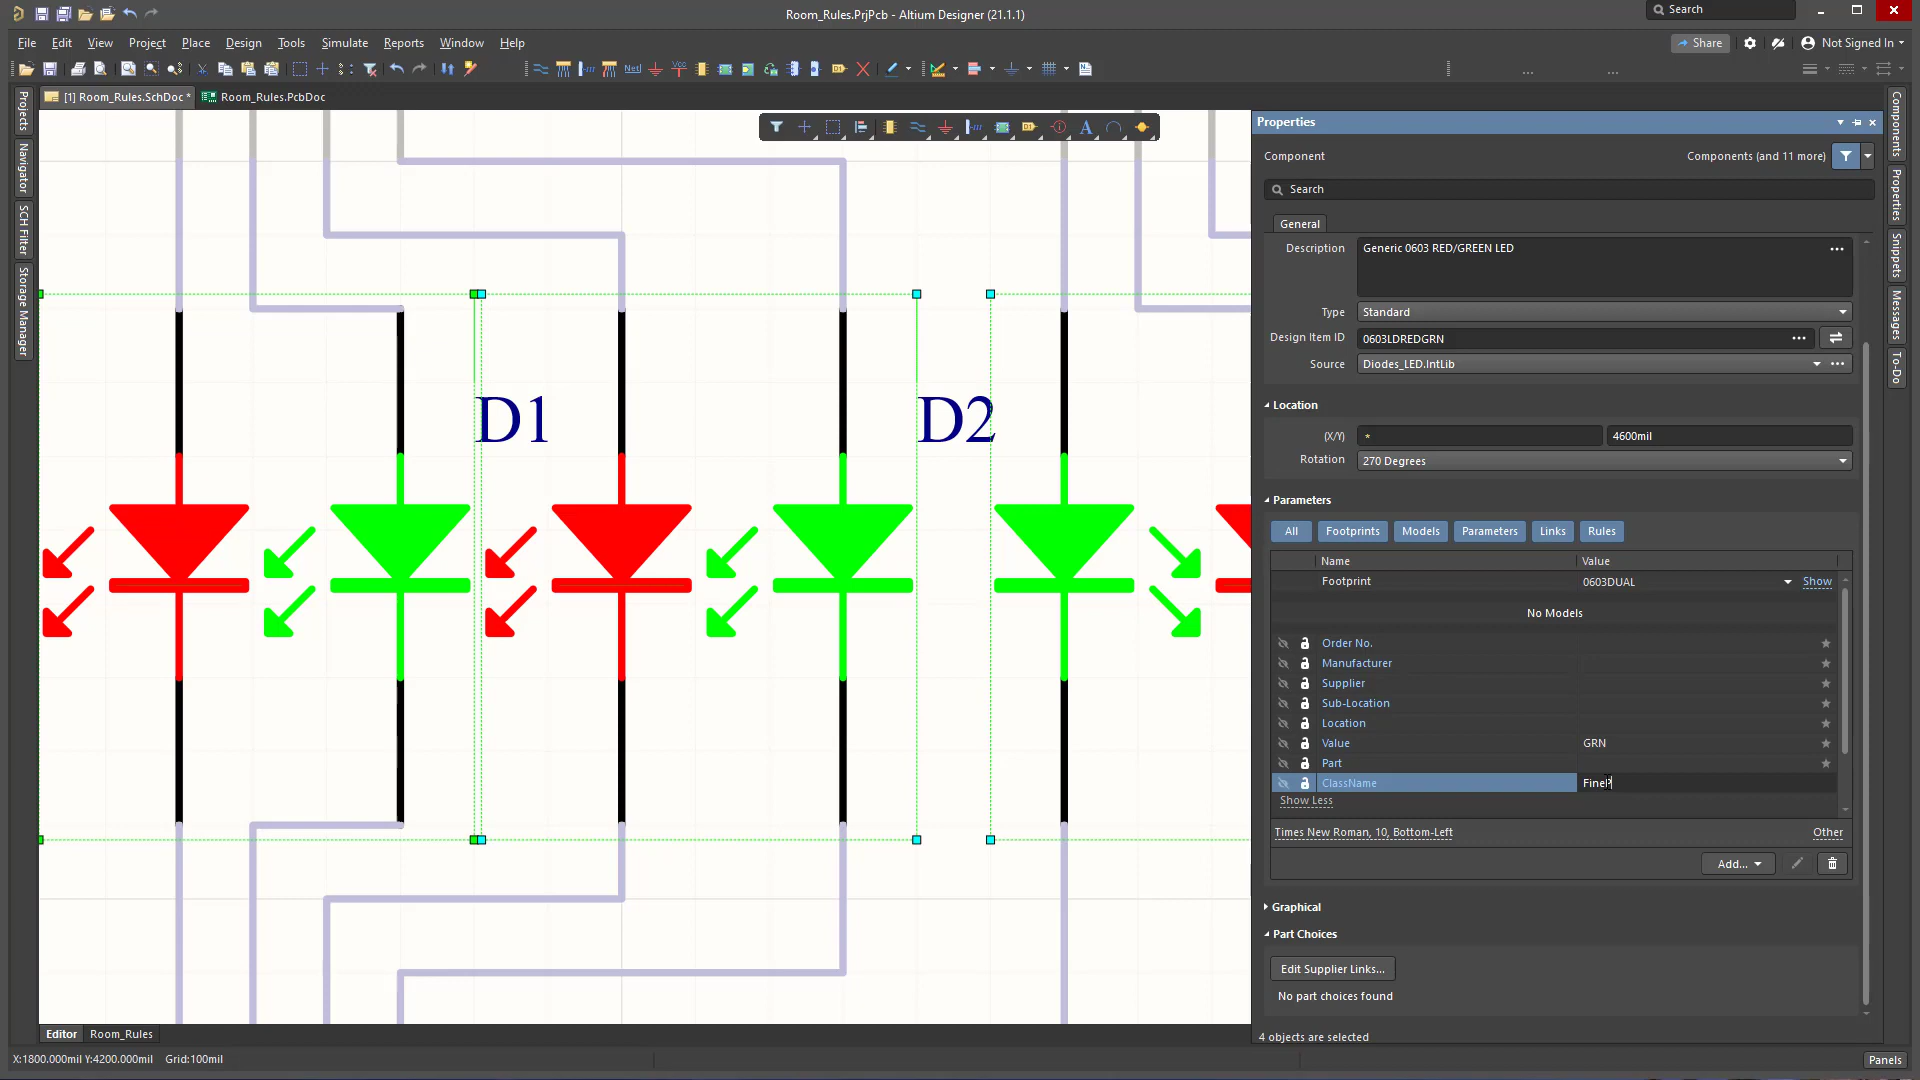 Room_Rules.PrjPcb - Altium Designer (21.1.1)
Search
File Edit View Project Place Design Tools Simulate Reports Window Help
Share
Not Signed In
Net
Vcc
[1] Room_Rules.SchDoc *
Room_Rules.PcbDoc
Projects
Navigator
SCH Filter
Storage Manager
D1
D2
Properties
Component
Components (and 11 more)
Search
General
Description Generic 0603 RED/GREEN LED
Type Standard
Design Item ID 0603LDREDGRN
Source Diodes_LED.IntLib
Location
(X/Y) * 4600mil
Rotation 270 Degrees
Parameters
All Footprints Models Parameters Links Rules
Name Value
Footprint 0603DUAL Show
No Models
Order No.
Manufacturer
Supplier
Sub-Location
Location
Value GRN
Part
ClassName
Show Less
Times New Roman, 10, Bottom-Left
Other
Add...
Graphical
Part Choices
Edit Supplier Links...
No part choices found
4 objects are selected
Components
Properties
Snippets
Messages
To-Do
Editor Room_Rules
X:1800.000mil Y:4200.000mil Grid:100mil
Panels